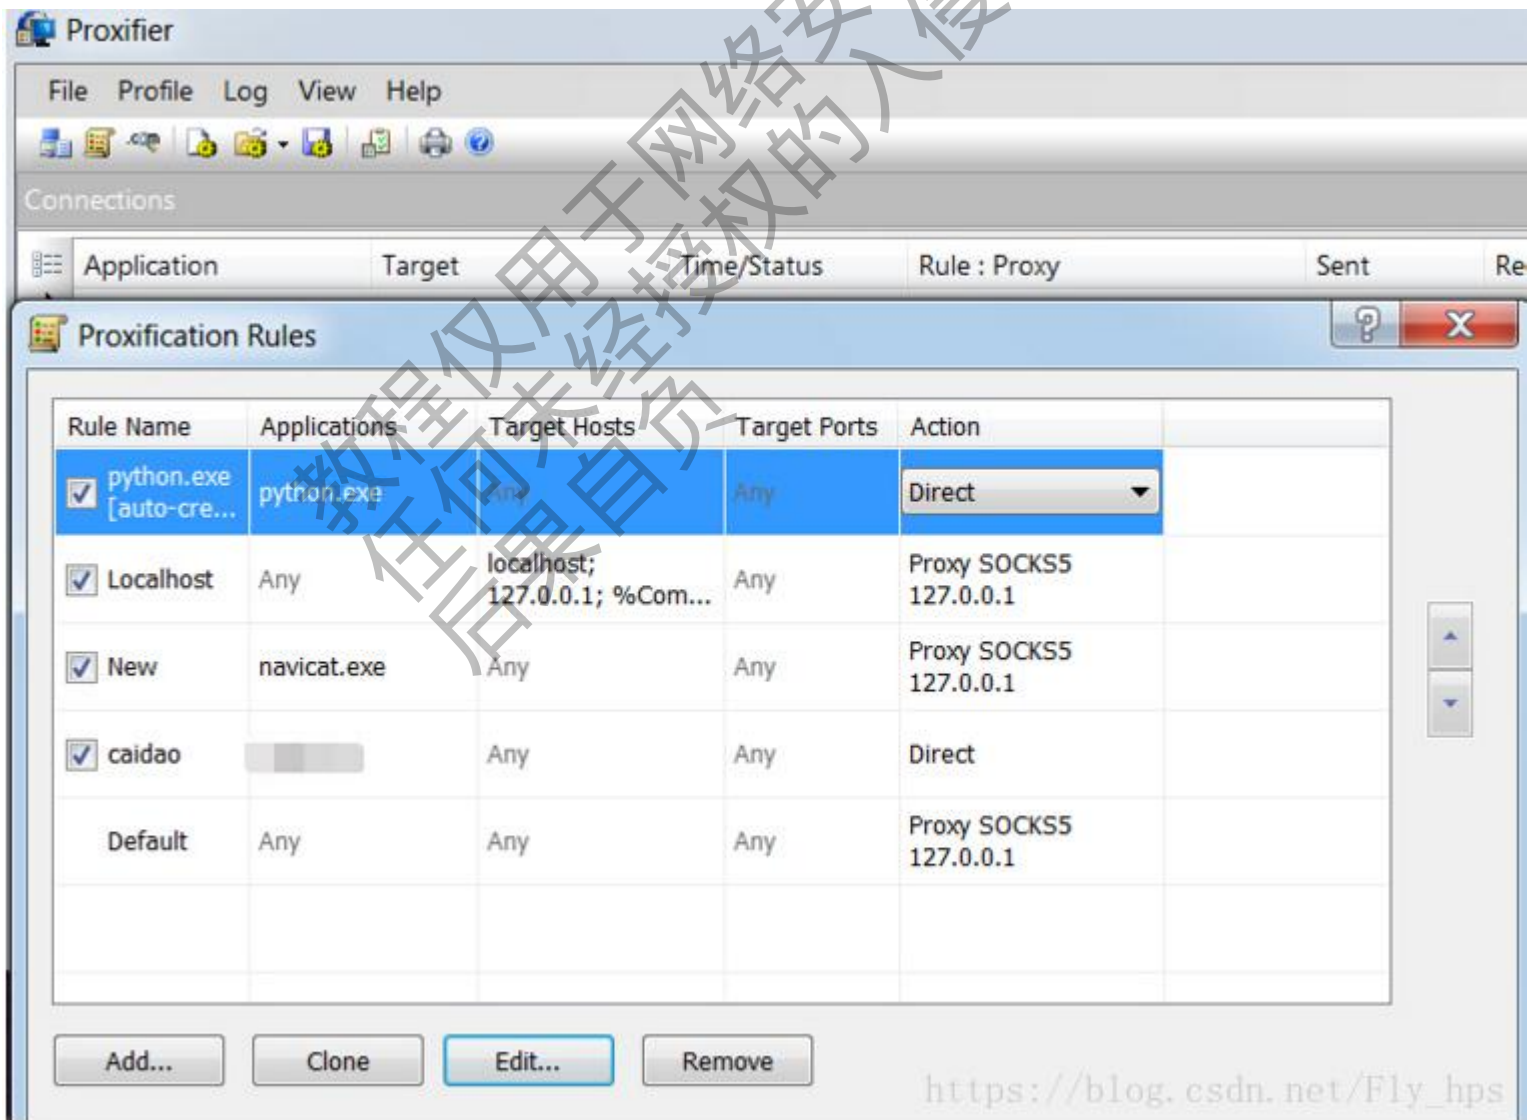 Proxifier
File Profile Log View Help
Connections
Application Target Time/Status Rule : Proxy Sent Re
Proxification Rules
Rule Name Applications Target Hosts Target Ports Action
python.exe
[auto-cre... python.exe Any Any Direct
Localhost Any localhost;
127.0.0.1; %Com... Any Proxy SOCKS5
127.0.0.1
New navicat.exe Any Any Proxy SOCKS5
127.0.0.1
caidao Any Any Direct
Default Any Any Any Proxy SOCKS5
127.0.0.1
Add... Clone Edit... Remove
https://blog.csdn.net/Fly_hps
教程仅用于网络安
任何未经授权的入侵
后果自负